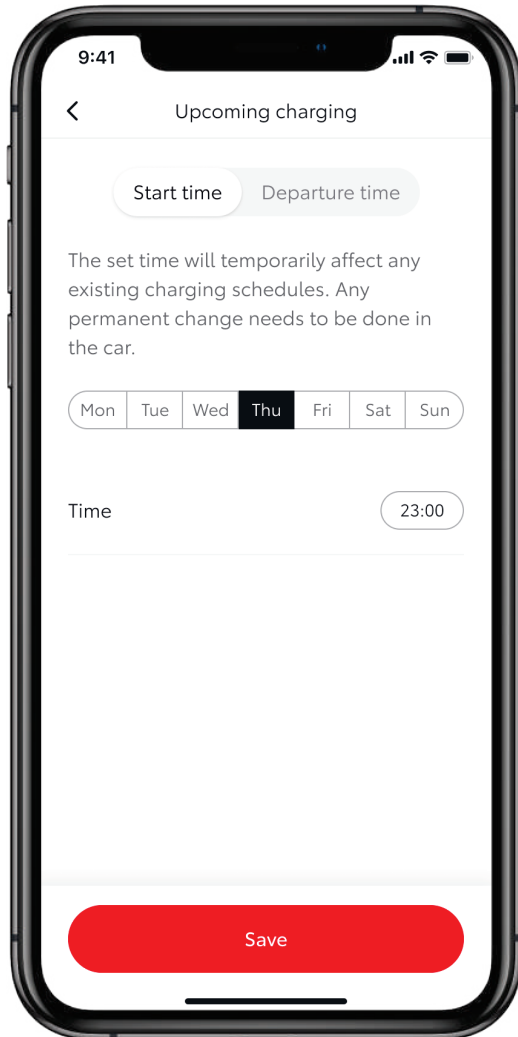 9:41
Upcoming charging
Start time Departure time
The set time will temporarily affect any
existing charging schedules. Any
permanent change needs to be done in
the car.
Mon Tue Wed Thu Fri Sat Sun
Time 23:00
Save